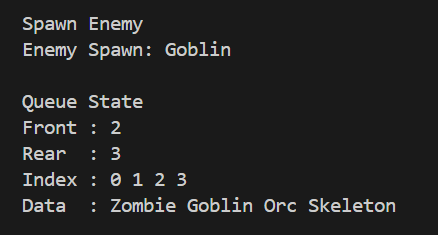 Spawn Enemy
Enemy Spawn: Goblin
Queue State
Front : 2
Rear  : 3
Index : 0 1 2 3
Data  : Zombie Goblin Orc Skeleton